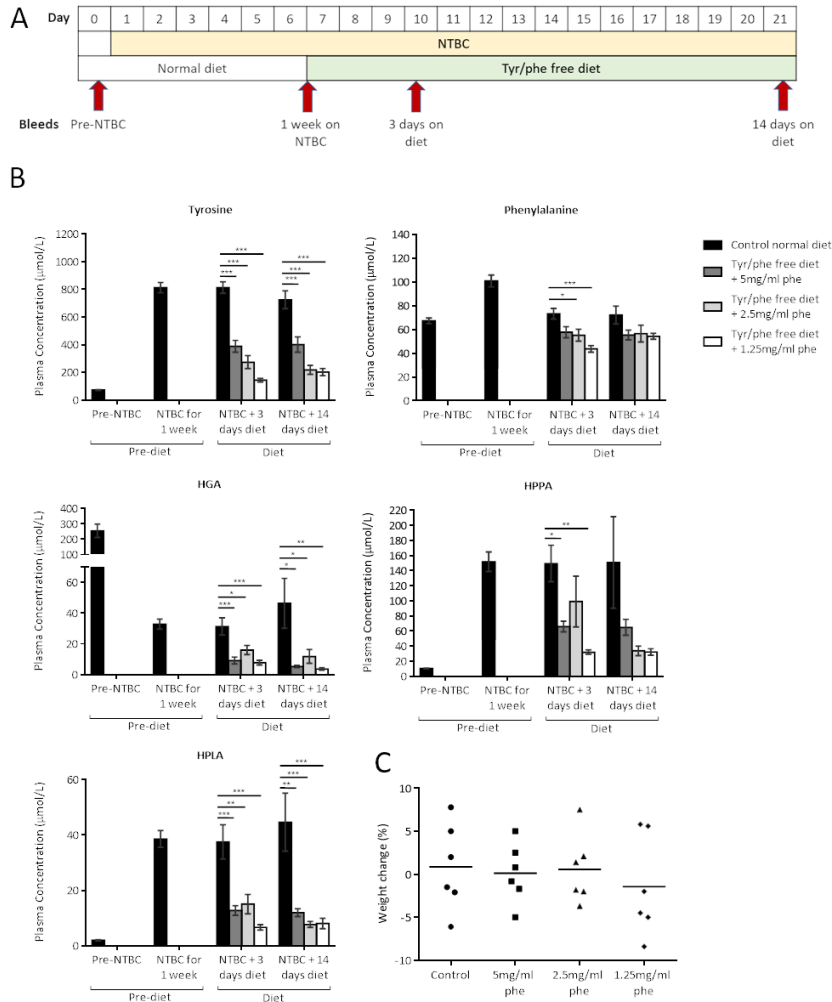 A
Day 0 1 2 3 4 5 6 7 8 9 10 11 12 13 14 15 16 17 18 19 20 21
NTBC
Normal diet Tyr/phe free diet
Bleeds Pre-NTBC 1 week on 3 days on 14 days on
NTBC diet diet
B
Tyrosine
Plasma Concentration (μmol/L)
1200
1000
800
600
400
200
0
*** *** ***
*** *** ***
Pre-NTBC NTBC for NTBC + 3 NTBC + 14
1 week days diet days diet
Pre-diet Diet
Phenylalanine
Plasma Concentration (μmol/L)
140
120
100
80
60
40
20
0
* ***
Pre-NTBC NTBC for NTBC + 3 NTBC + 14
1 week days diet days diet
Pre-diet Diet
Control normal diet
Tyr/phe free diet
+ 5mg/ml phe
Tyr/phe free diet
+ 2.5mg/ml phe
Tyr/phe free diet
+ 1.25mg/ml phe
HGA
Plasma Concentration (μmol/L)
400
300
200
100
60
40
20
0
*** * ***
** * *
Pre-NTBC NTBC for NTBC + 3 NTBC + 14
1 week days diet days diet
Pre-diet Diet
HPPA
Plasma Concentration (μmol/L)
220
200
180
160
140
120
100
80
60
40
20
0
* **
Pre-NTBC NTBC for NTBC + 3 NTBC + 14
1 week days diet days diet
Pre-diet Diet
HPLA
Plasma Concentration (μmol/L)
60
40
20
0
*** ** ***
*** *** **
Pre-NTBC NTBC for NTBC + 3 NTBC + 14
1 week days diet days diet
Pre-diet Diet
C
Weight change (%)
10
5
0
-5
-10
Control 5mg/ml 2.5mg/ml 1.25mg/ml
phe phe phe